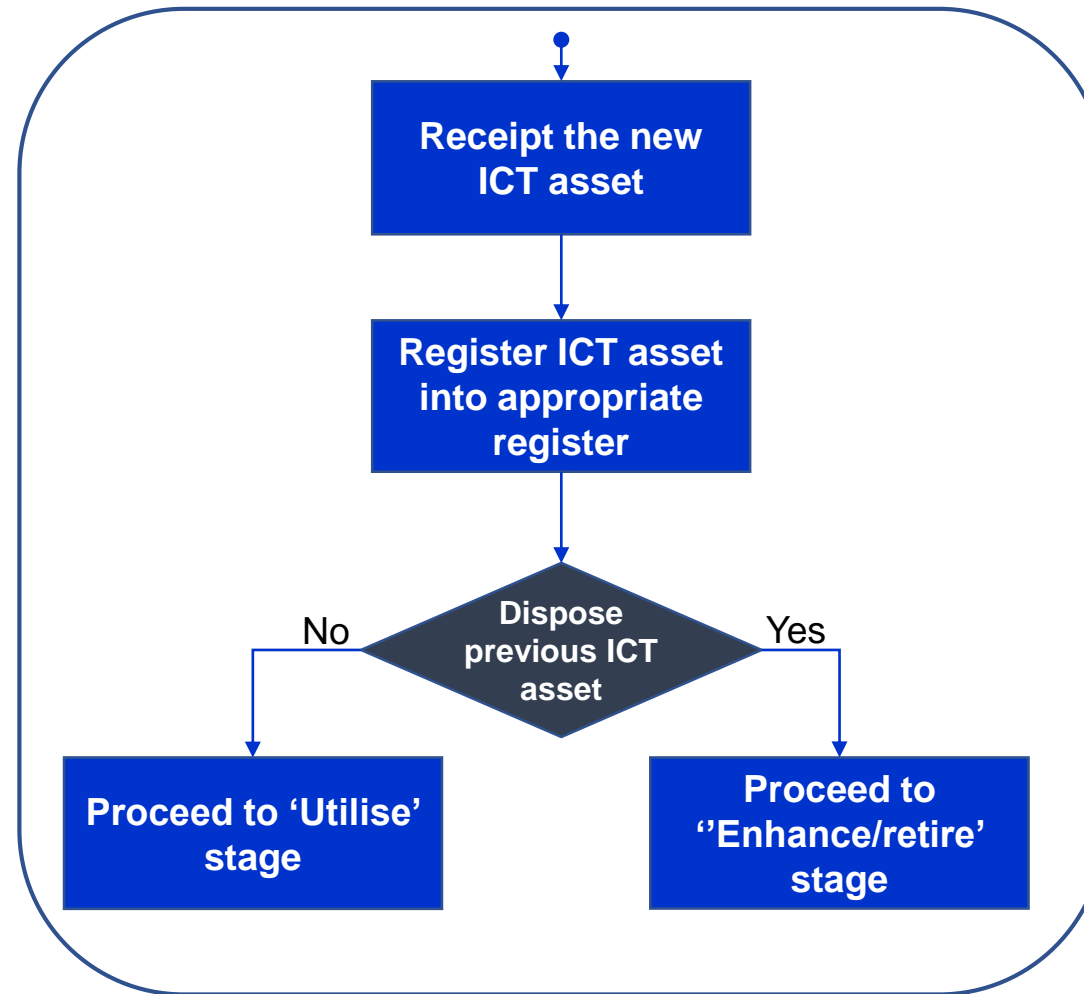 Receipt the new
ICT asset
Register ICT asset
into appropriate
register
Dispose
previous ICT
asset
No
Yes
Proceed to ‘Utilise’
stage
Proceed to
‘’Enhance/retire’
stage